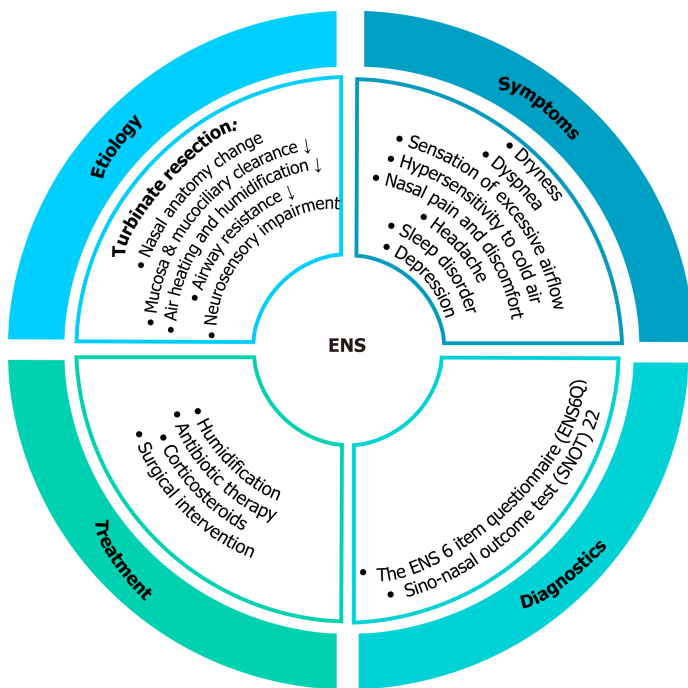 Etiology
Turbinate resection:
• Nasal anatomy change
• Mucosa & mucociliary clearance ↓
• Air heating and humidification ↓
• Airway resistance ↓
• Neurosensory impairment
Symptoms
• Dryness
• Dyspnea
• Sensation of excessive airflow
• Hypersensitivity to cold air
• Nasal pain and discomfort
• Headache
• Sleep disorder
• Depression
ENS
Treatment
• Humidification
• Antibiotic therapy
• Corticosteroids
• Surgical intervention
Diagnostics
• The ENS 6 item questionnaire (ENS6Q)
• Sino-nasal outcome test (SNOT) 22